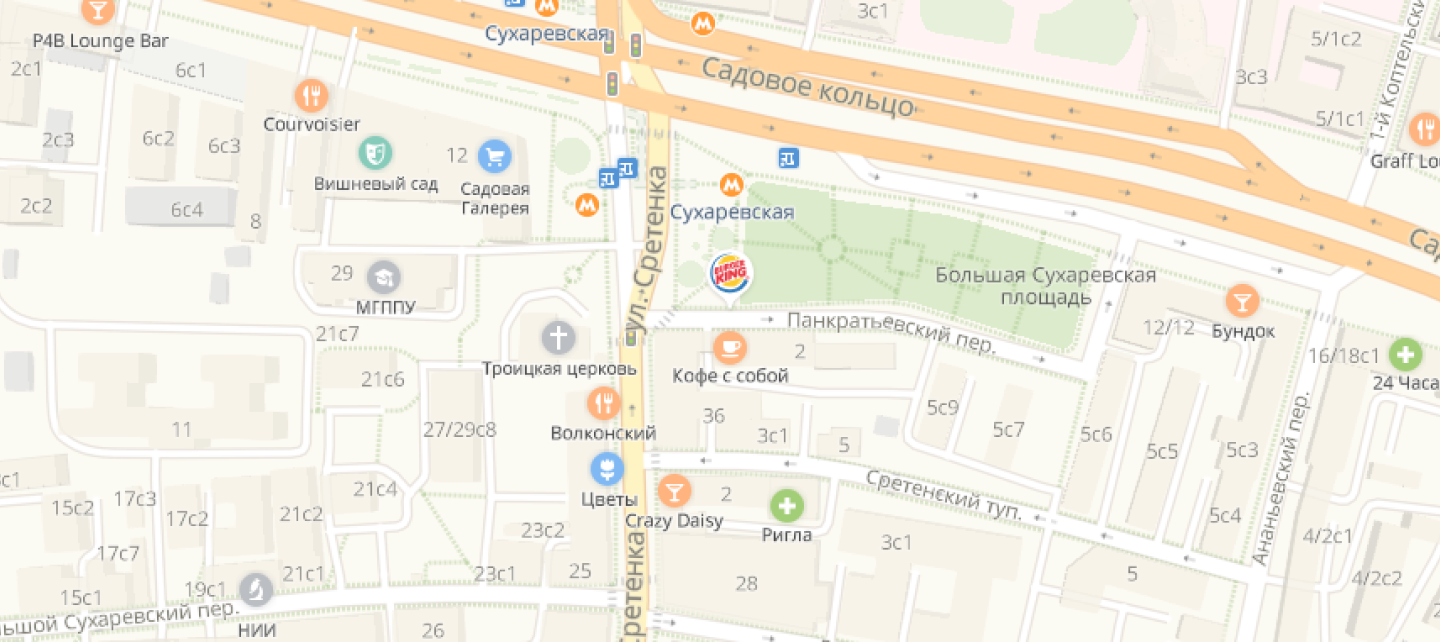 3с1
P4B Lounge Bar
Сухаревская
5/1с2
1-й Коптельский
2с1
6с1
Садовое кольцо
3с3
Courvoisier
5/1с1
2с3
6с2
6с3
12
Graff Lou
Вишневый сад
Садовая
Галерея
2с2
6с4
8
Сухаревская
ул. Сретенка
Са
29
BURGER
KING
Большая Сухаревская
площадь
МГППУ
21с7
Панкратьевский пер.
12/12
Бундок
2
16/18с1
Троицкая церковь
Кофе с собой
21с6
24 Часа
36
5с9
11
27/29с8
Волконский
3с1
5
5с7
5с6
5с5
5с3
Ананьевский пер.
3с1
15с2
17с3
21с4
Цветы
2
Сретенский туп.
17с2
21с2
Crazy Daisy
Ригла
5с4
23с2
Сретенка
17с7
3с1
4/2с1
19с1
21с1
23с1
25
28
5
4/2с2
15с1
ьшой Сухаревский пер.
НИИ
26